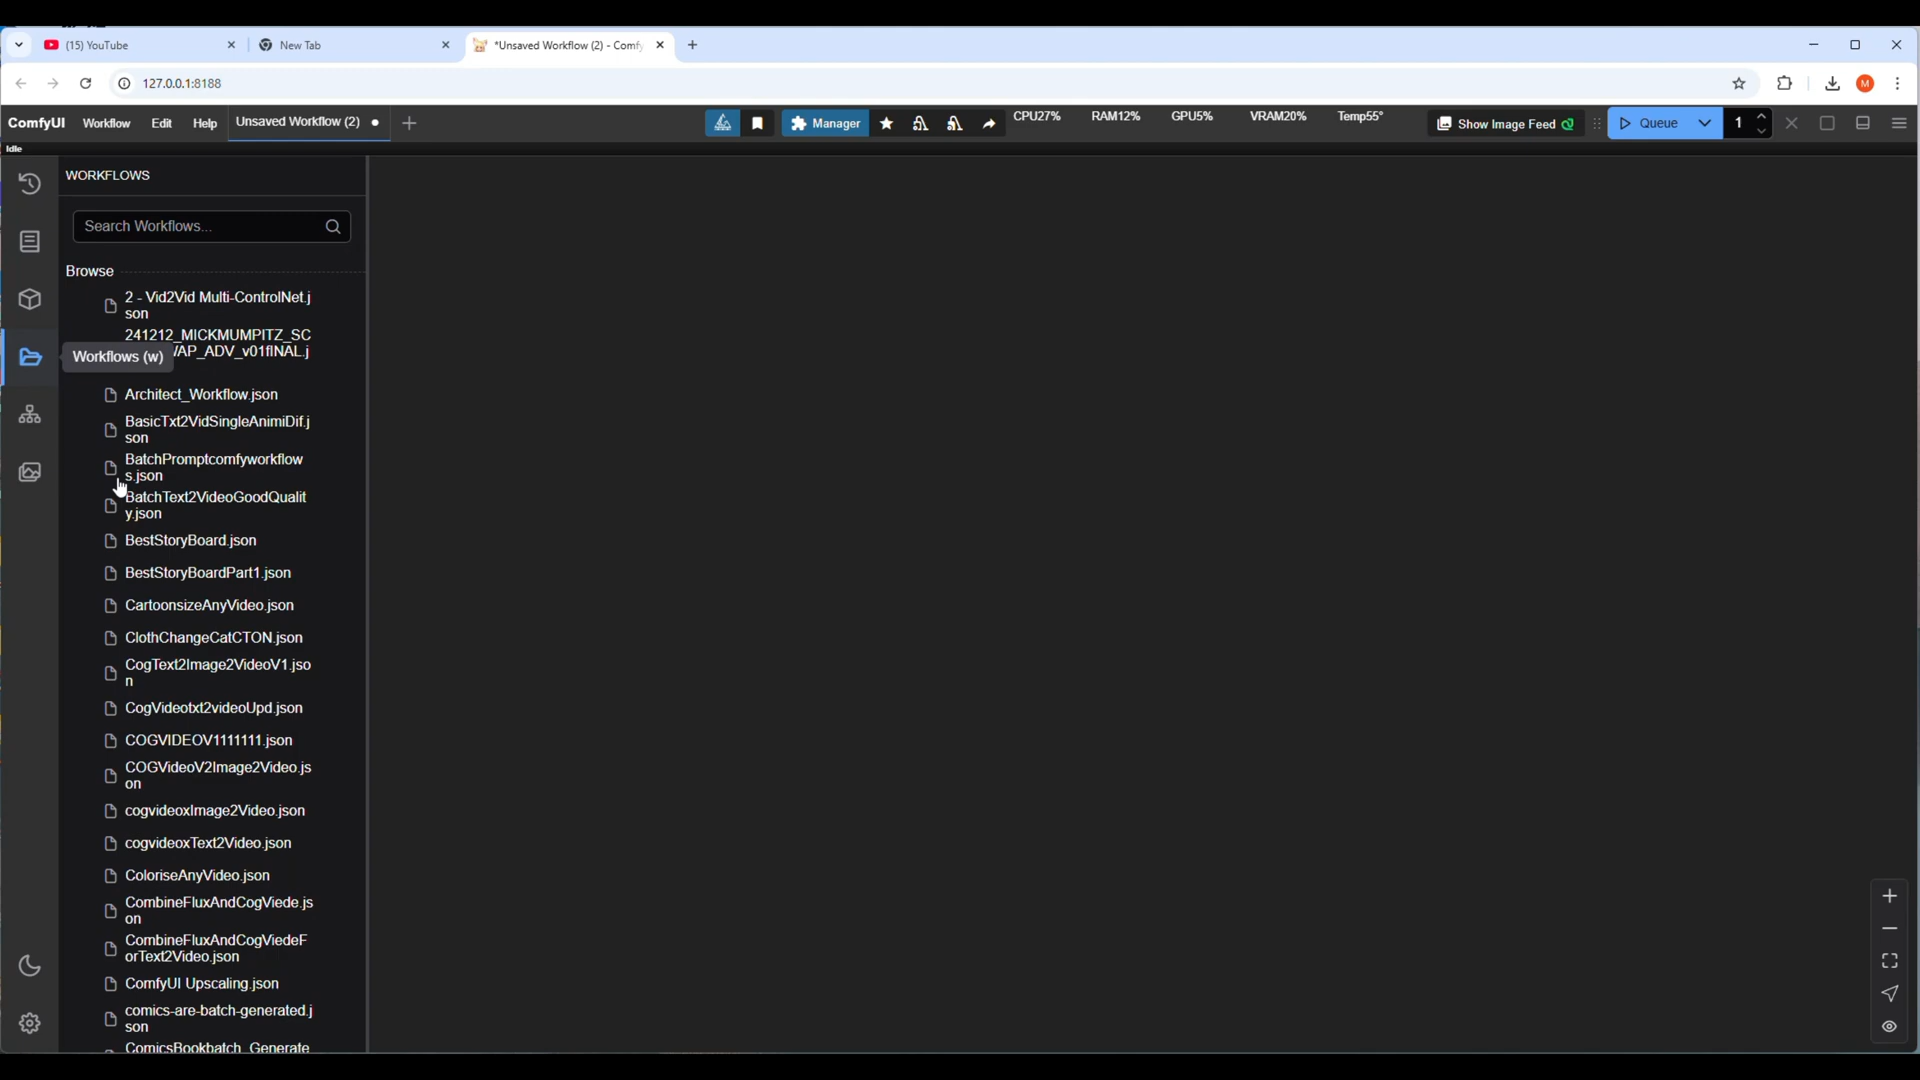 (15) YouTube
New Tab
*Unsaved Workflow (2) - Comfy
127.0.0.1:8188
M
ComfyUI
Workflow
Edit
Help
Unsaved Workflow (2)
Manager
CPU27%
RAM12%
GPU5%
VRAM20%
Temp55°
Show Image Feed
Queue
1
Idle
WORKFLOWS
Search Workflows...
Browse
2 - Vid2Vid Multi-ControlNet.j
son
241212_MICKMUMPITZ_SC
AP_ADV_v01fINAL.j
Workflows (w)
Architect_Workflow.json
BasicTxt2VidSingleAnimiDif.j
son
BatchPromptcomfyworkflow
s.json
BatchText2VideoGoodQualit
y.json
BestStoryBoard.json
BestStoryBoardPart1.json
CartoonsizeAnyVideo.json
ClothChangeCatCTON.json
CogText2Image2VideoV1.jso
n
CogVideotxt2videoUpd.json
COGVIDEOV1111111.json
COGVideoV2Image2Video.js
on
cogvideoxImage2Video.json
cogvideoxText2Video.json
ColoriseAnyVideo.json
CombineFluxAndCogViede.js
on
CombineFluxAndCogViedeF
orText2Video.json
ComfyUI Upscaling.json
comics-are-batch-generated.j
son
ComicsBookbatch_Generate